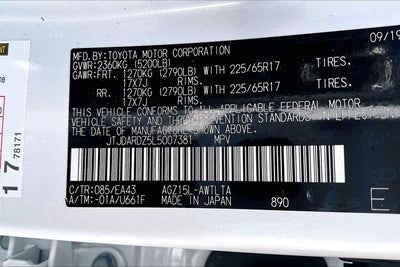 MFD.BY:TOYOTA MOTOR CORPORATION 09/19
GVWR:2360KG (5200LB)
GAWR:FRT. 1270KG (2790LB) WITH 225/65R17 TIRES.
17X7J RIMS.
RR. 1270KG (2790LB) WITH 225/65R17 TIRES.
17X7J RIMS.
THIS VEHICLE CONFORMS TO ALL APPLICABLE FEDERAL MOTOR
VEHICLE SAFETY AND THEFT PREVENTION STANDARDS IN EFFECT ON
THE DATE OF MANUFACTURE SHOWN ABOVE.
JTJDARDZ5L5007381 MPV
C/TR:085/EA43 AGZ15L-AWTLTA
A/TM:-01A/U661F MADE IN JAPAN 890
E
1 7
78171